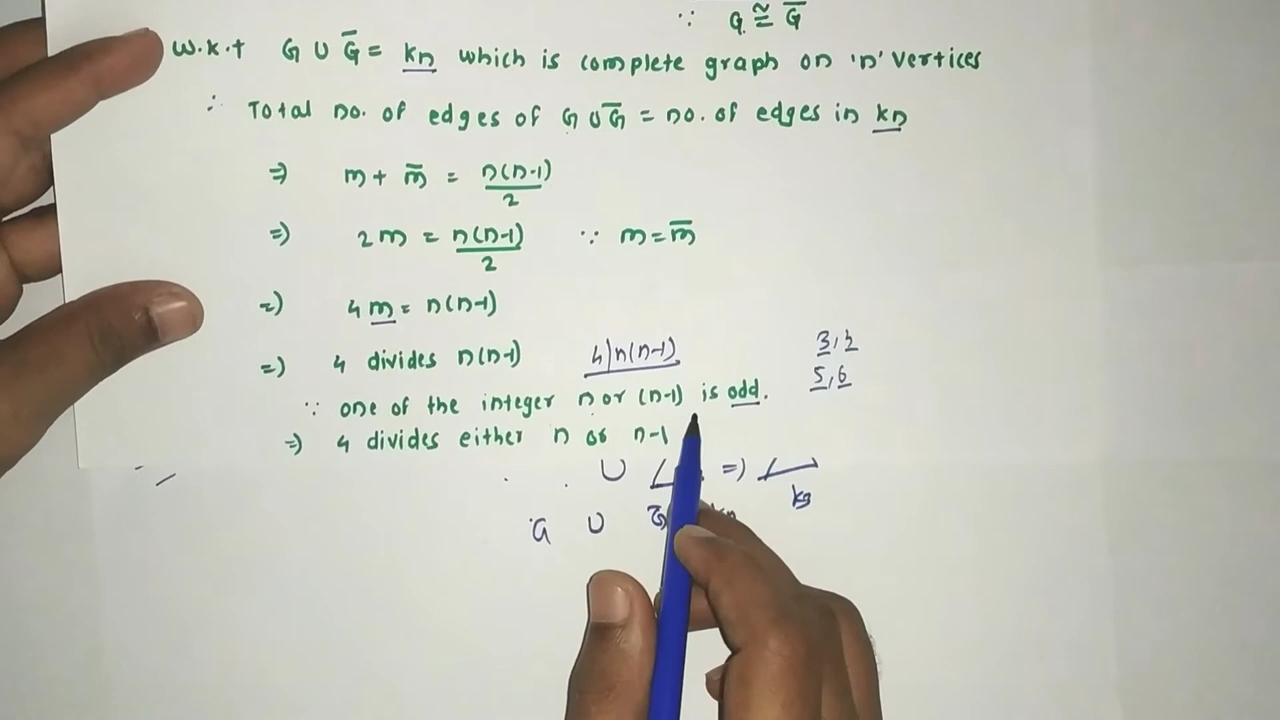 ∵ G ≅ G̅
w.k.t G ∪ G̅ = kn which is complete graph on 'n' vertices
∴ Total no. of edges of G ∪ G̅ = no. of edges in kn
⇒ m + m̅ = n(n-1)/2
⇒ 2m = n(n-1)/2 ∵ m = m̅
=) 4m = n(n-1)
=) 4 divides n(n-1) 4|n(n-1) 3,2
5,6
∵ one of the integer n or (n-1) is odd.
=) 4 divides either n or n-1
∪ =)
G ∪